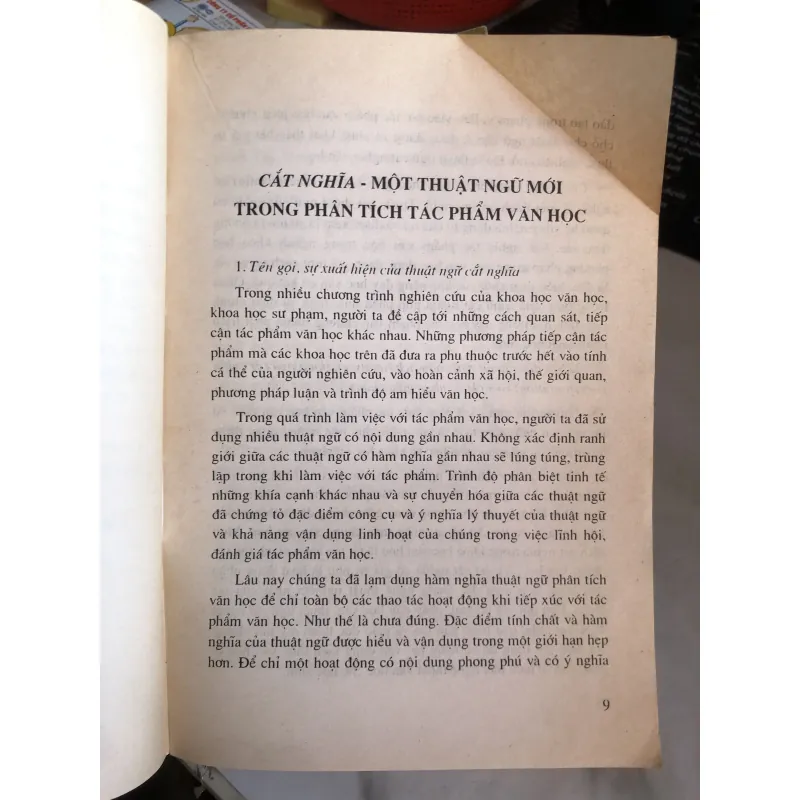 CẮT NGHĨA - MỘT THUẬT NGỮ MỚI
TRONG PHÂN TÍCH TÁC PHẨM VĂN HỌC
1. Tên gọi, sự xuất hiện của thuật ngữ cắt nghĩa
Trong nhiều chương trình nghiên cứu của khoa học văn học,
khoa học sư phạm, người ta đề cập tới những cách quan sát, tiếp
cận tác phẩm văn học khác nhau. Những phương pháp tiếp cận tác
phẩm mà các khoa học trên đã đưa ra phụ thuộc trước hết vào tính
cá thể của người nghiên cứu, vào hoàn cảnh xã hội, thế giới quan,
phương pháp luận và trình độ am hiểu văn học.
Trong quá trình làm việc với tác phẩm văn học, người ta đã sử
dụng nhiều thuật ngữ có nội dung gần nhau. Không xác định ranh
giới giữa các thuật ngữ có hàm nghĩa gần nhau sẽ lúng túng, trùng
lặp trong khi làm việc với tác phẩm. Trình độ phân biệt tinh tế
những khía cạnh khác nhau và sự chuyển hóa giữa các thuật ngữ
đã chứng tỏ đặc điểm công cụ và ý nghĩa lý thuyết của thuật ngữ
và khả năng vận dụng linh hoạt của chúng trong việc lĩnh hội,
đánh giá tác phẩm văn học.
Lâu nay chúng ta đã lạm dụng hàm nghĩa thuật ngữ phân tích
văn học để chỉ toàn bộ các thao tác hoạt động khi tiếp xúc với tác
phẩm văn học. Như thế là chưa đúng. Đặc điểm tính chất và hàm
nghĩa của thuật ngữ được hiểu và vận dụng trong một giới hạn hẹp
hơn. Để chỉ một hoạt động có nội dung phong phú và có ý nghĩa
9